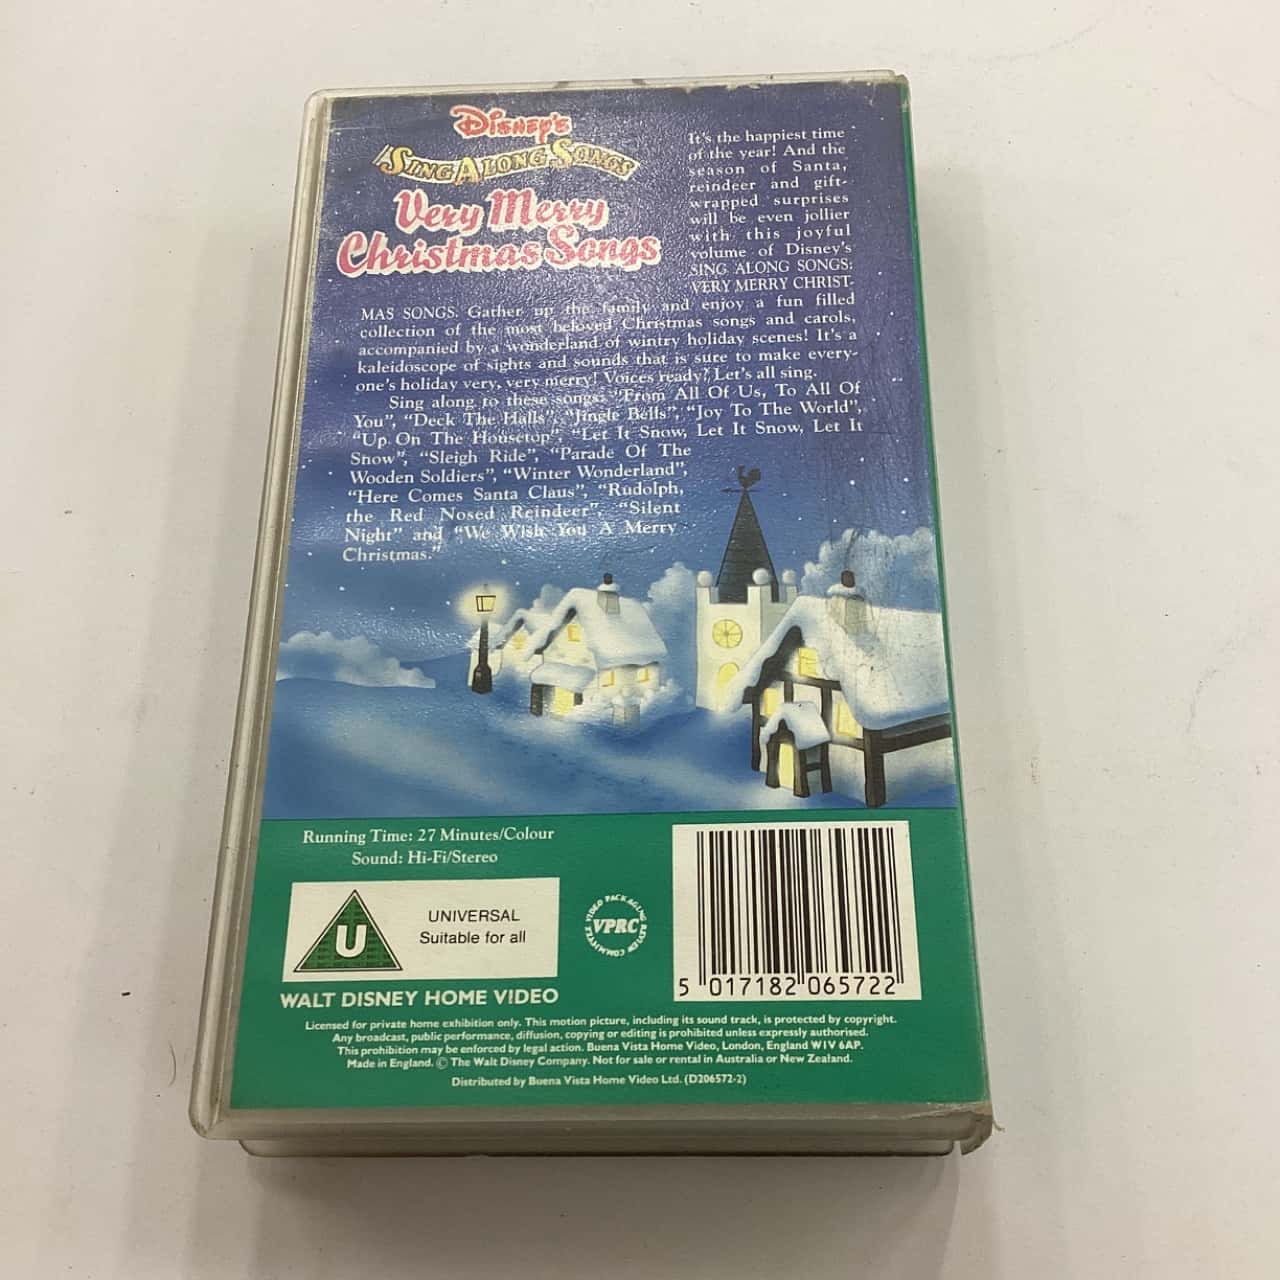 Disney's
Sing Along Songs
Very Merry
Christmas Songs
It's the happiest time
of the year! And the
season of Santa,
reindeer and gift-
wrapped surprises
will be even jollier
with this joyful
volume of Disney's
SING ALONG SONGS:
VERY MERRY CHRIST-
MAS SONGS. Gather up the family and enjoy a fun filled
collection of the most beloved Christmas songs and carols,
accompanied by a wonderland of wintry holiday scenes! It's a
kaleidoscope of sights and sounds that is sure to make every-
one's holiday very, very merry! Voices ready? Let's all sing.
Sing along to these songs: "From All Of Us, To All Of
You", "Deck The Halls", "Jingle Bells", "Joy To The World",
"Up On The Housetop", "Let It Snow, Let It Snow, Let It
Snow", "Sleigh Ride", "Parade Of The
Wooden Soldiers", "Winter Wonderland",
"Here Comes Santa Claus", "Rudolph,
the Red Nosed Reindeer", "Silent
Night" and "We Wish You A Merry
Christmas."
Running Time: 27 Minutes/Colour
Sound: Hi-Fi/Stereo
U
UNIVERSAL
Suitable for all
VIDEO PACKAGING REVIEW COMMITTEE
VPRC
5 017182 065722
WALT DISNEY HOME VIDEO
Licensed for private home exhibition only. This motion picture, including its sound track, is protected by copyright.
Any broadcast, public performance, diffusion, copying or editing is prohibited unless expressly authorised.
This prohibition may be enforced by legal action. Buena Vista Home Video, London, England W1V 6AP.
Made in England. © The Walt Disney Company. Not for sale or rental in Australia or New Zealand.
Distributed by Buena Vista Home Video Ltd. (D206572-2)